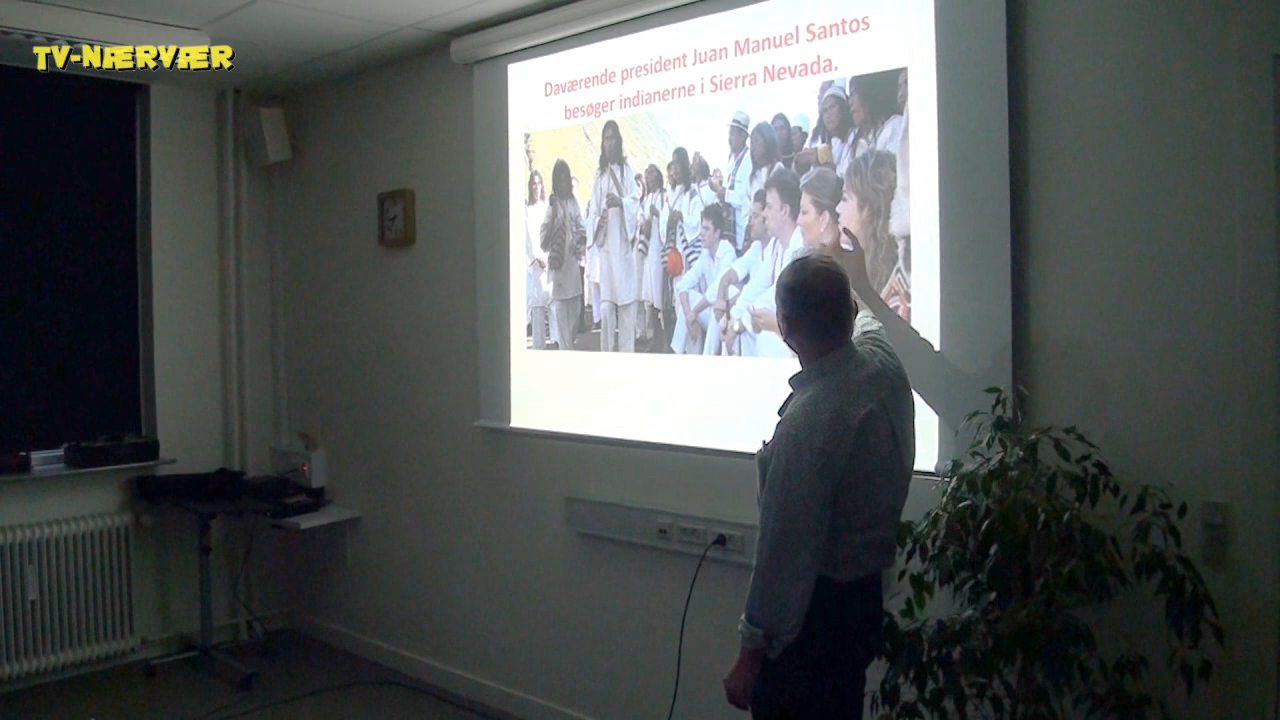 TV-NÆRVÆR
Daværende president Juan Manuel Santos
besøger indianerne i Sierra Nevada.